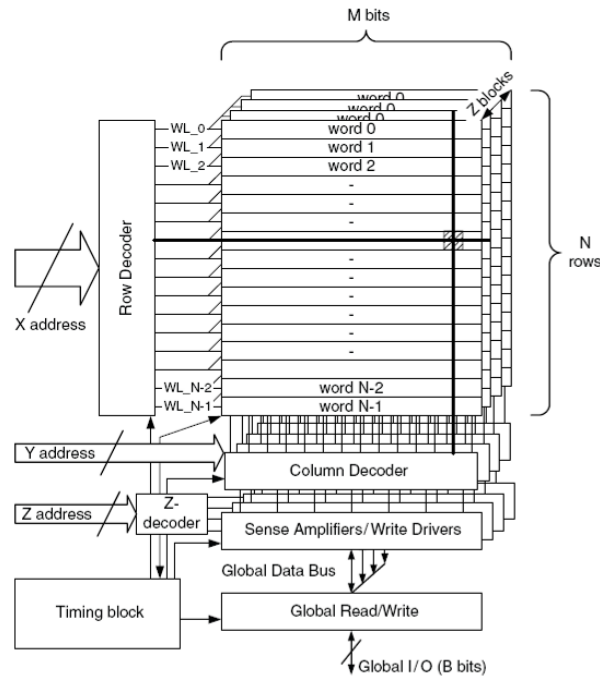 M bits
word 0
word 0
word 0
Z blocks
WL_0
word 0
WL_1
word 1
WL_2
word 2
-
-
-
N
rows
Row Decoder
X address
-
-
-
-
-
-
WL_N-2
word N-2
WL_N-1
word N-1
Y address
Column Decoder
Z address
Z-
decoder
Sense Amplifiers/Write Drivers
Global Data Bus
Timing block
Global Read/Write
Global I/O (B bits)